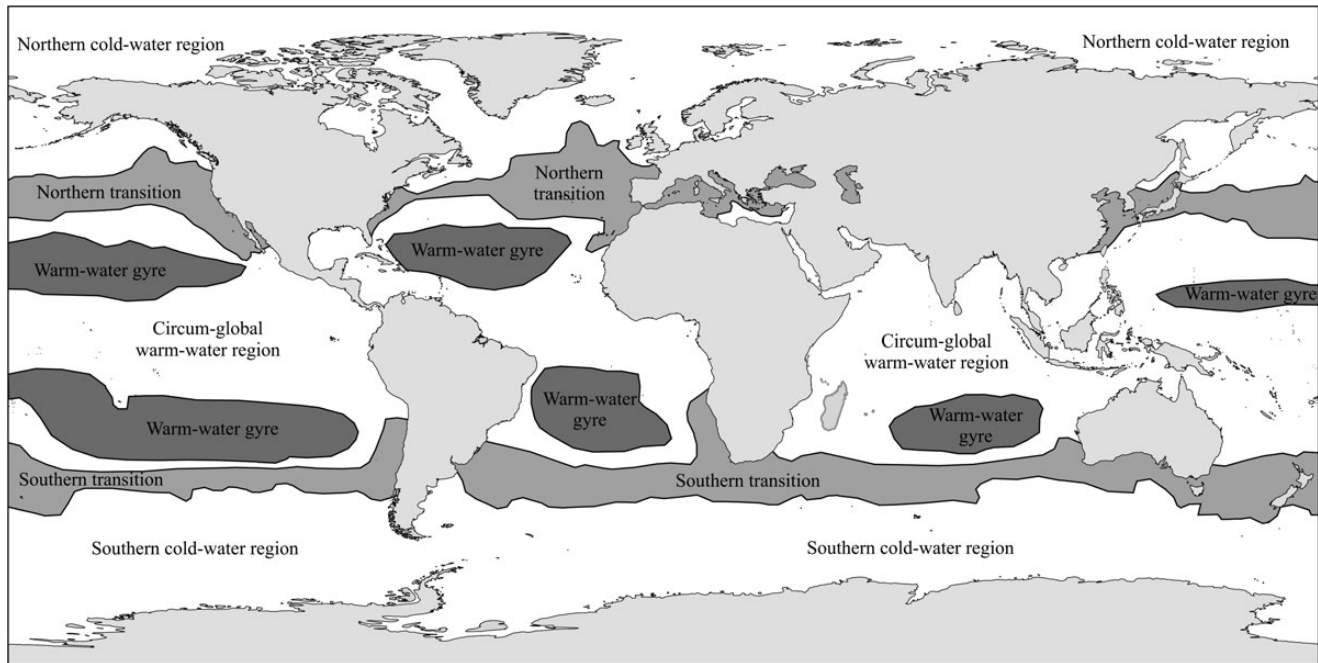 Northern cold-water region
Northern cold-water region
Northern transition
Northern
transition
Warm-water gyre
Warm-water gyre
Warm-water gyre
Circum-global
warm-water region
Circum-global
warm-water region
Warm-water gyre
Warm-water
gyre
Warm-water
gyre
Southern transition
Southern transition
Southern cold-water region
Southern cold-water region